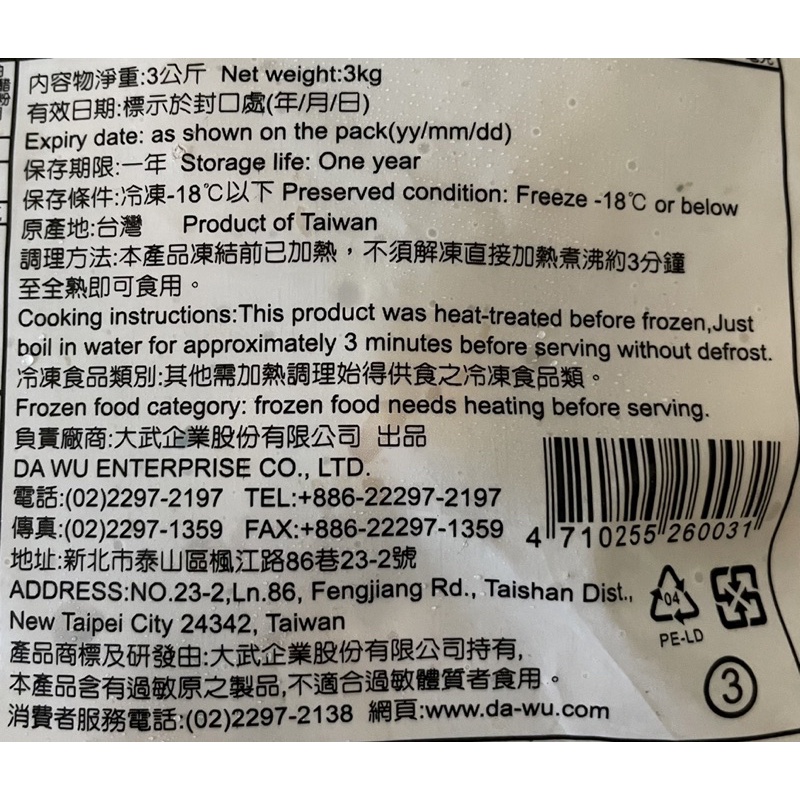 內容物淨重:3公斤 Net weight:3kg
有效日期:標示於封口處(年/月/日)
Expiry date: as shown on the pack(yy/mm/dd)
保存期限:一年 Storage life: One year
保存條件:冷凍-18℃以下 Preserved condition: Freeze -18℃ or below
原產地:台灣 Product of Taiwan
調理方法:本產品凍結前已加熱，不須解凍直接加熱煮沸約3分鐘
至全熟即可食用。
Cooking instructions:This product was heat-treated before frozen,Just
boil in water for approximately 3 minutes before serving without defrost.
冷凍食品類別:其他需加熱調理始得供食之冷凍食品類。
Frozen food category: frozen food needs heating before serving.
負責廠商:大武企業股份有限公司 出品
DA WU ENTERPRISE CO., LTD.
電話:(02)2297-2197 TEL:+886-22297-2197
傳真:(02)2297-1359 FAX:+886-22297-1359
4 710255 260031
地址:新北市泰山區楓江路86巷23-2號
ADDRESS:NO.23-2,Ln.86, Fengjiang Rd., Taishan Dist.,
New Taipei City 24342, Taiwan
04
PE-LD
產品商標及研發由:大武企業股份有限公司持有,
本產品含有過敏原之製品,不適合過敏體質者食用。
3
消費者服務電話:(02)2297-2138 網頁:www.da-wu.com